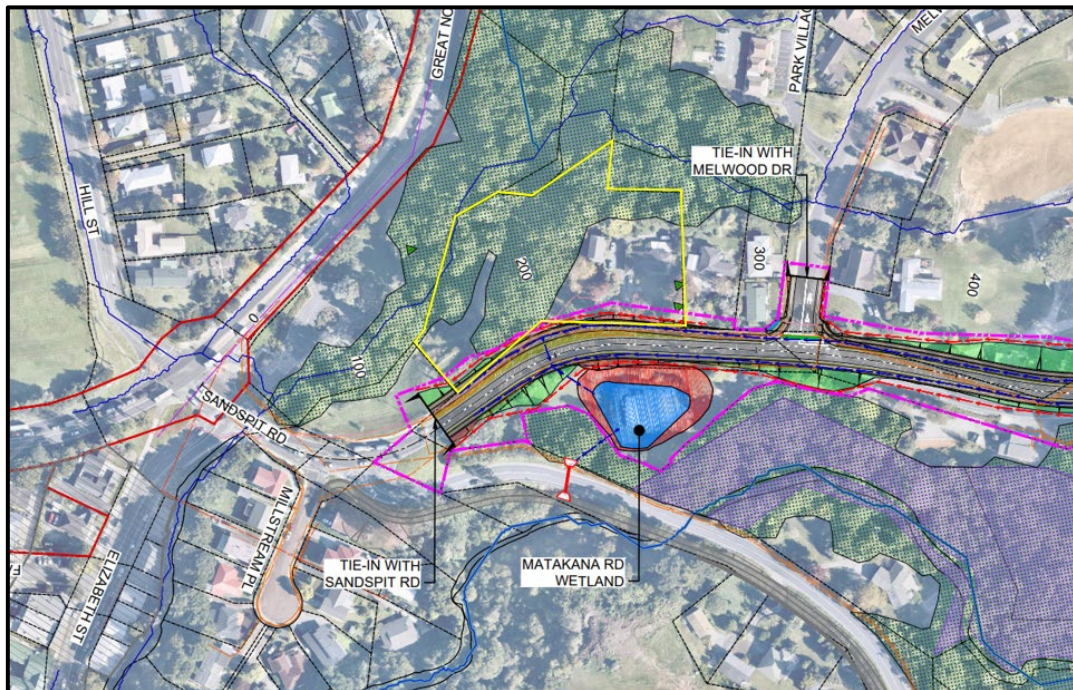 GREAT NO
PARK VILLAG
MELW
TIE-IN WITH
MELWOOD DR
HILL ST
300
200
400
0
100
SANDSPIT RD
MILLSTREAM PL
ELIZABETH ST
TIE-IN WITH
SANDSPIT RD
MATAKANA RD
WETLAND